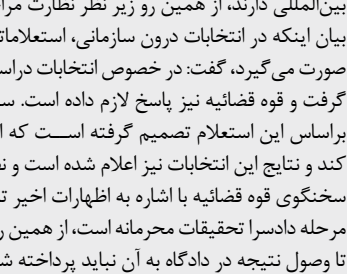 بین‌المللی دارند، از همین رو زیر نظر نظارت
بیان اینکه در انتخابات درون سازمانی، استعلاماتی
صورت می‌گیرد، گفت: در خصوص انتخابات
گرفت و قوه قضائیه نیز پاسخ لازم داده است.
براساس این استعلام تصمیم گرفته است که
کند و نتایج این انتخابات نیز اعلام شده است و
سخنگوی قوه قضائیه با اشاره به اظهارات اخیر
مرحله دادسرا تحقیقات محرمانه است، از همین
تا وصول نتیجه در دادگاه به آن نباید پرداخته